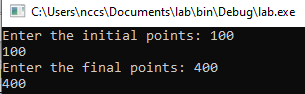 C:\Users\nccs\Documents\lab\bin\Debug\lab.exe
Enter the initial points: 100
100
Enter the final points: 400
400